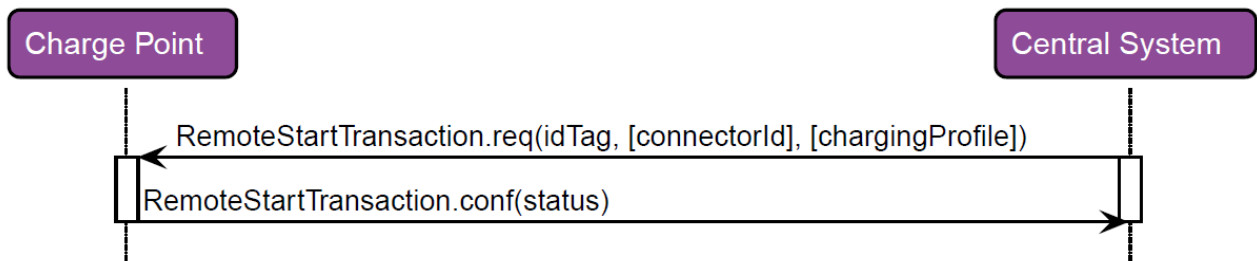 Charge Point
Central System
RemoteStartTransaction.req(idTag, [connectorId], [chargingProfile])
RemoteStartTransaction.conf(status)